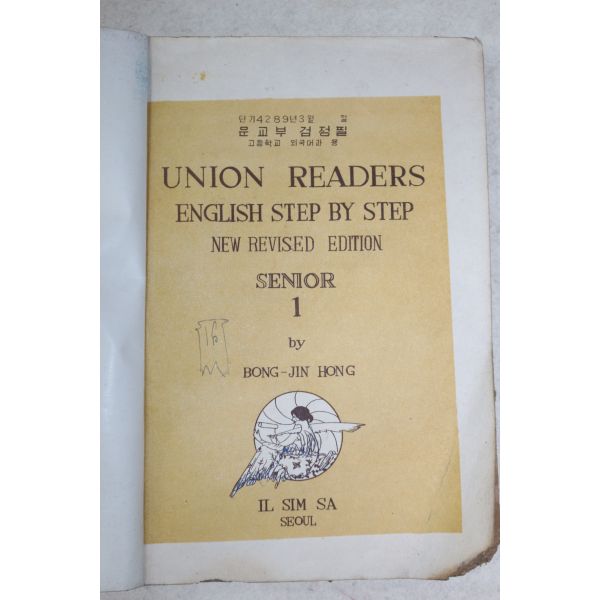 단기4289년3월 일
문교부 검정필
고등학교 외국어과 용
UNION READERS
ENGLISH STEP BY STEP
NEW REVISED EDITION
SENIOR
1
by
BONG-JIN HONG
IL SIM SA
SEOUL